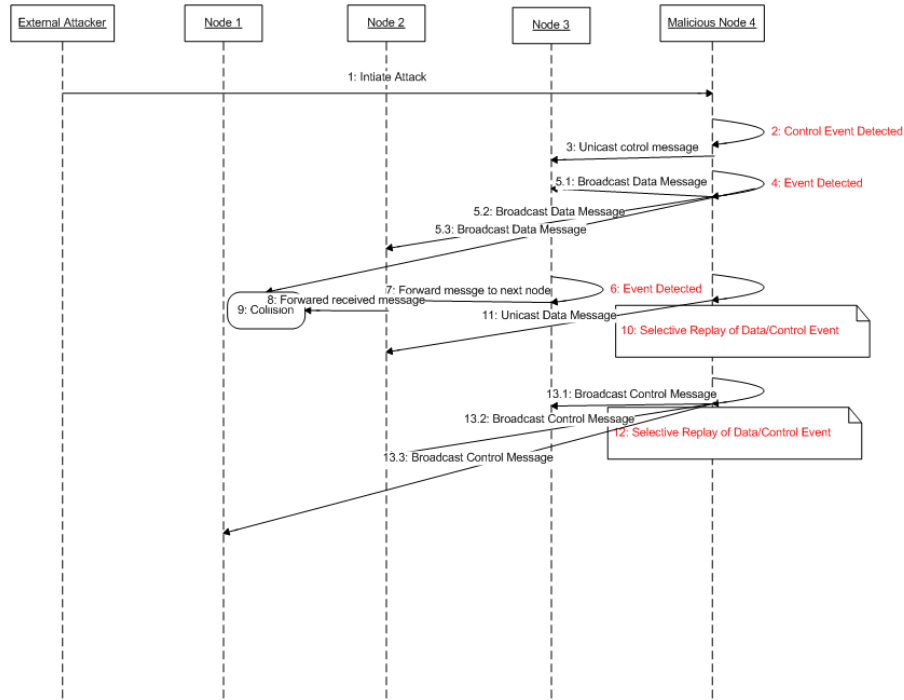 External Attacker
Node 1
Node 2
Node 3
Malicious Node 4
1: Intiate Attack
2: Control Event Detected
3: Unicast cotrol message
5.1: Broadcast Data Message
4: Event Detected
5.2: Broadcast Data Message
5.3: Broadcast Data Message
7: Forward messge to next node
6: Event Detected
8: Forwared received message
9: Collision
11: Unicast Data Message
10: Selective Replay of Data/Control Event
13.1: Broadcast Control Message
13.2: Broadcast Control Message
12: Selective Replay of Data/Control Event
13.3: Broadcast Control Message